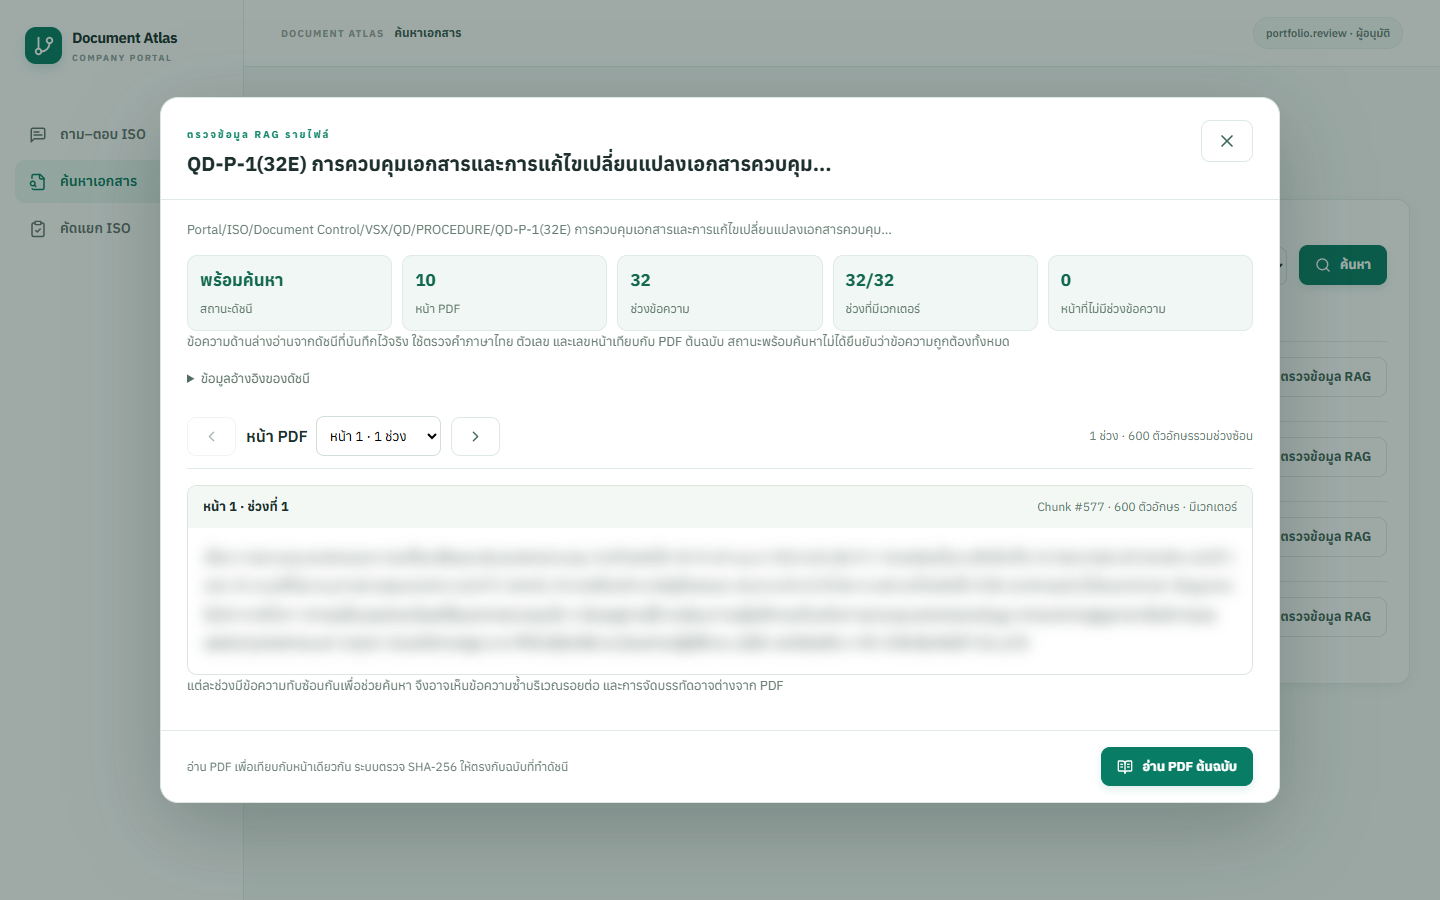 Document Atlas
COMPANY PORTAL
ถาม–ตอบ ISO
ค้นหาเอกสาร
คัดแยก ISO
DOCUMENT ATLAS ค้นหาเอกสาร
portfolio.review · ผู้อนุมัติ
ค้นหา
ตรวจข้อมูล RAG
ตรวจข้อมูล RAG
ตรวจข้อมูล RAG
ตรวจข้อมูล RAG
ตรวจข้อมูล RAG รายไฟล์
QD-P-1(32E) การควบคุมเอกสารและการแก้ไขเปลี่ยนแปลงเอกสารควบคุม...
Portal/ISO/Document Control/VSX/QD/PROCEDURE/QD-P-1(32E) การควบคุมเอกสารและการแก้ไขเปลี่ยนแปลงเอกสารควบคุม...
พร้อมค้นหา
สถานะดัชนี
10
หน้า PDF
32
ช่วงข้อความ
32/32
ช่วงที่มีเวกเตอร์
0
หน้าที่ไม่มีช่วงข้อความ
ข้อความด้านล่างอ่านจากดัชนีที่บันทึกไว้จริง ใช้ตรวจคำภาษาไทย ตัวเลข และเลขหน้าเทียบกับ PDF ต้นฉบับ สถานะพร้อมค้นหาไม่ได้ยืนยันว่าข้อความถูกต้องทั้งหมด
ข้อมูลอ้างอิงของดัชนี
หน้า PDF หน้า 1 · 1 ช่วง
1 ช่วง · 600 ตัวอักษรรวมช่วงซ้อน
หน้า 1 · ช่วงที่ 1
Chunk #577 · 600 ตัวอักษร · มีเวกเตอร์
แต่ละช่วงมีข้อความทับซ้อนกันเพื่อช่วยค้นหา จึงอาจเห็นข้อความซ้ำบริเวณรอยต่อ และการจัดบรรทัดอาจต่างจาก PDF
อ่าน PDF เพื่อเทียบกับหน้าเดียวกัน ระบบตรวจ SHA-256 ให้ตรงกับฉบับที่ทำดัชนี
อ่าน PDF ต้นฉบับ